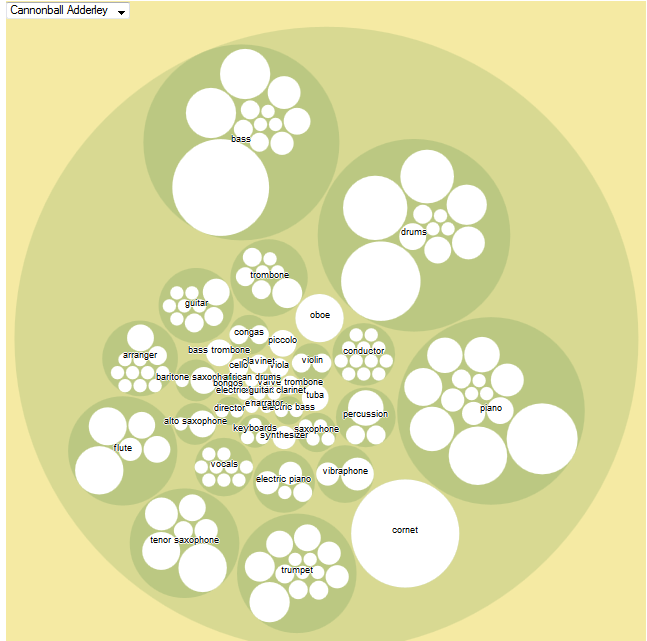 Cannonball Adderley
bass
drums
trombone
guitar
oboe
congas
piccolo
bass trombone
violin
conductor
arranger
clavinet
cello
viola
baritone saxoph
african drums
bongos
valve trombone
electric guitar
clarinet
tuba
piano
narrator
electric bass
director
percussion
alto saxophone
keyboards
saxophone
synthesizer
flute
vocals
vibraphone
electric piano
cornet
tenor saxophone
trumpet